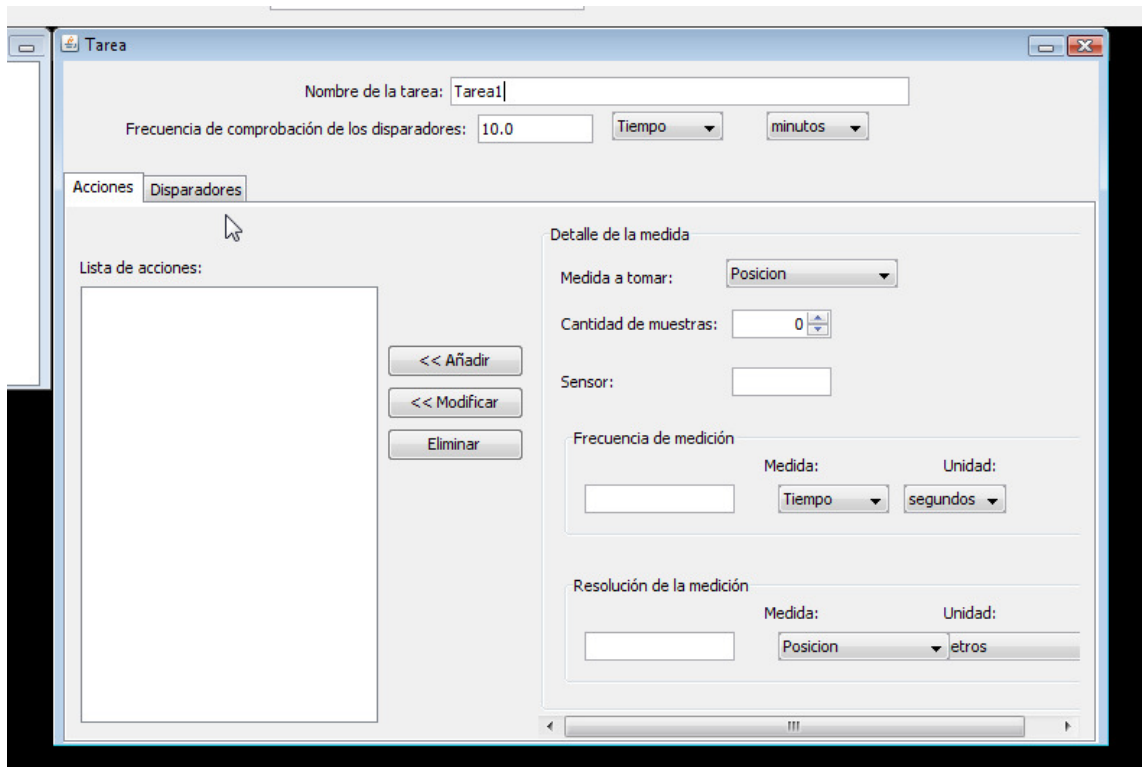 Tarea
Nombre de la tarea: Tarea1
Frecuencia de comprobación de los disparadores: 10.0 Tiempo minutos
Acciones Disparadores
Detalle de la medida
Lista de acciones:
Medida a tomar: Posicion
Cantidad de muestras: 0
<< Añadir
Sensor:
<< Modificar
Eliminar
Frecuencia de medición
Medida: Unidad:
Tiempo segundos
Resolución de la medición
Medida: Unidad:
Posicion etros